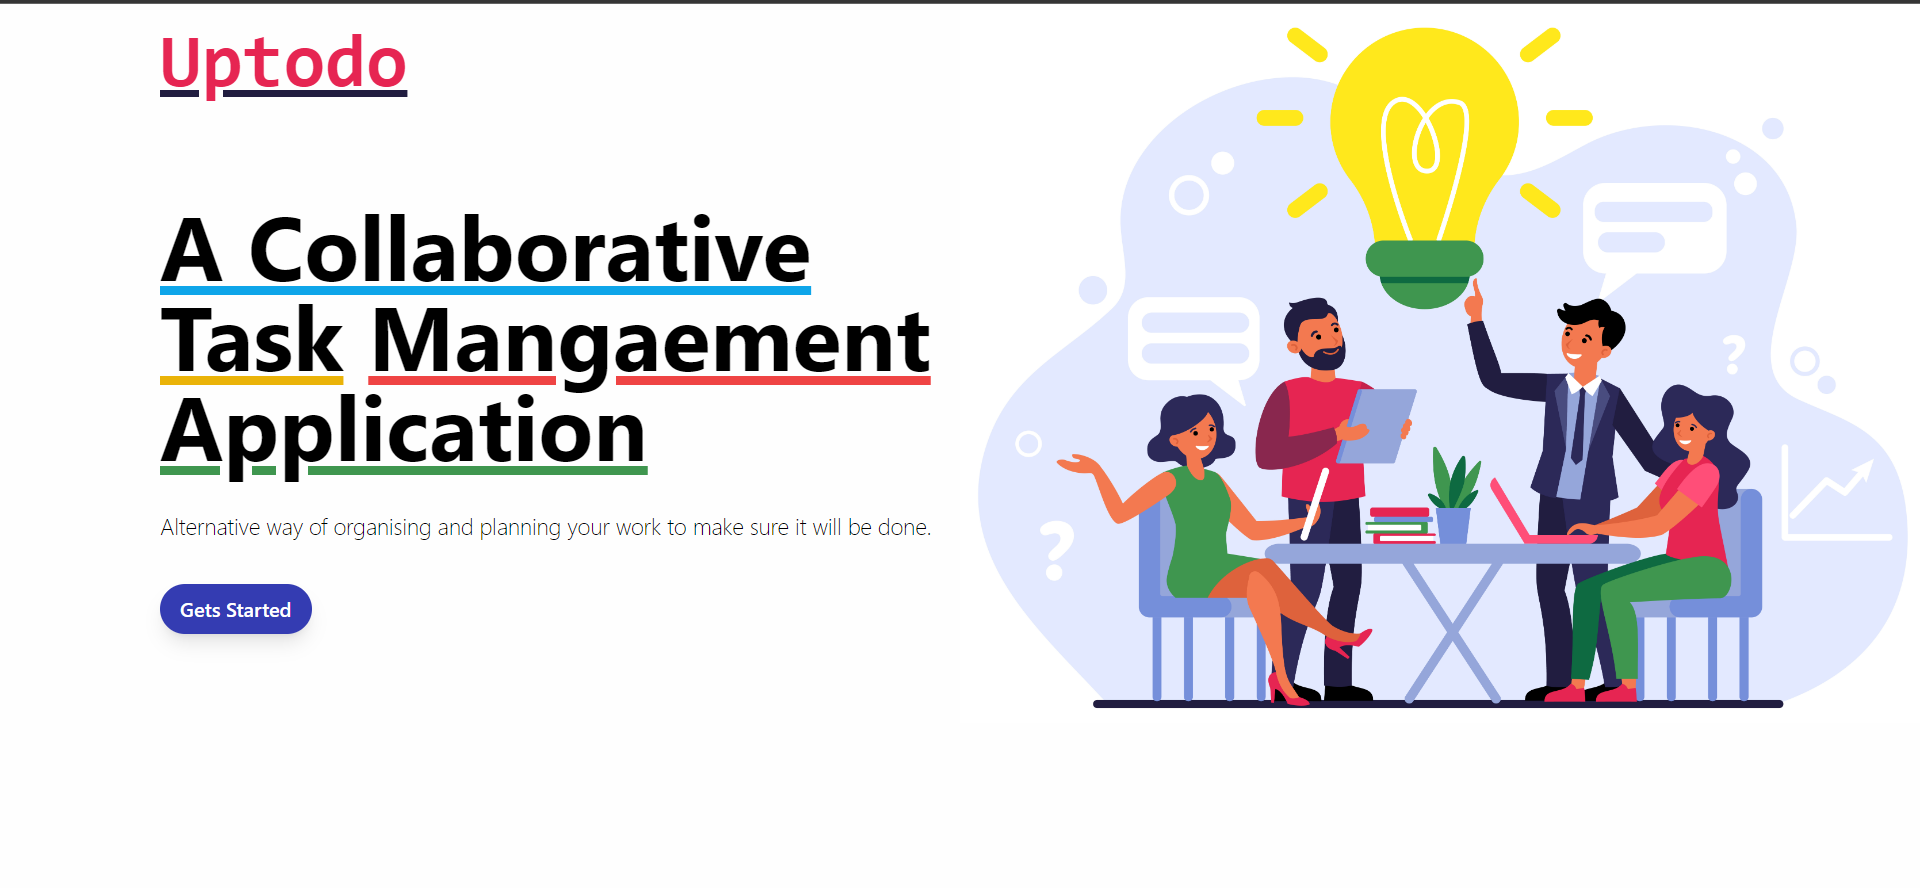 Uptodo
A Collaborative
Task Mangaement
Application
Alternative way of organising and planning your work to make sure it will be done.
Gets Started